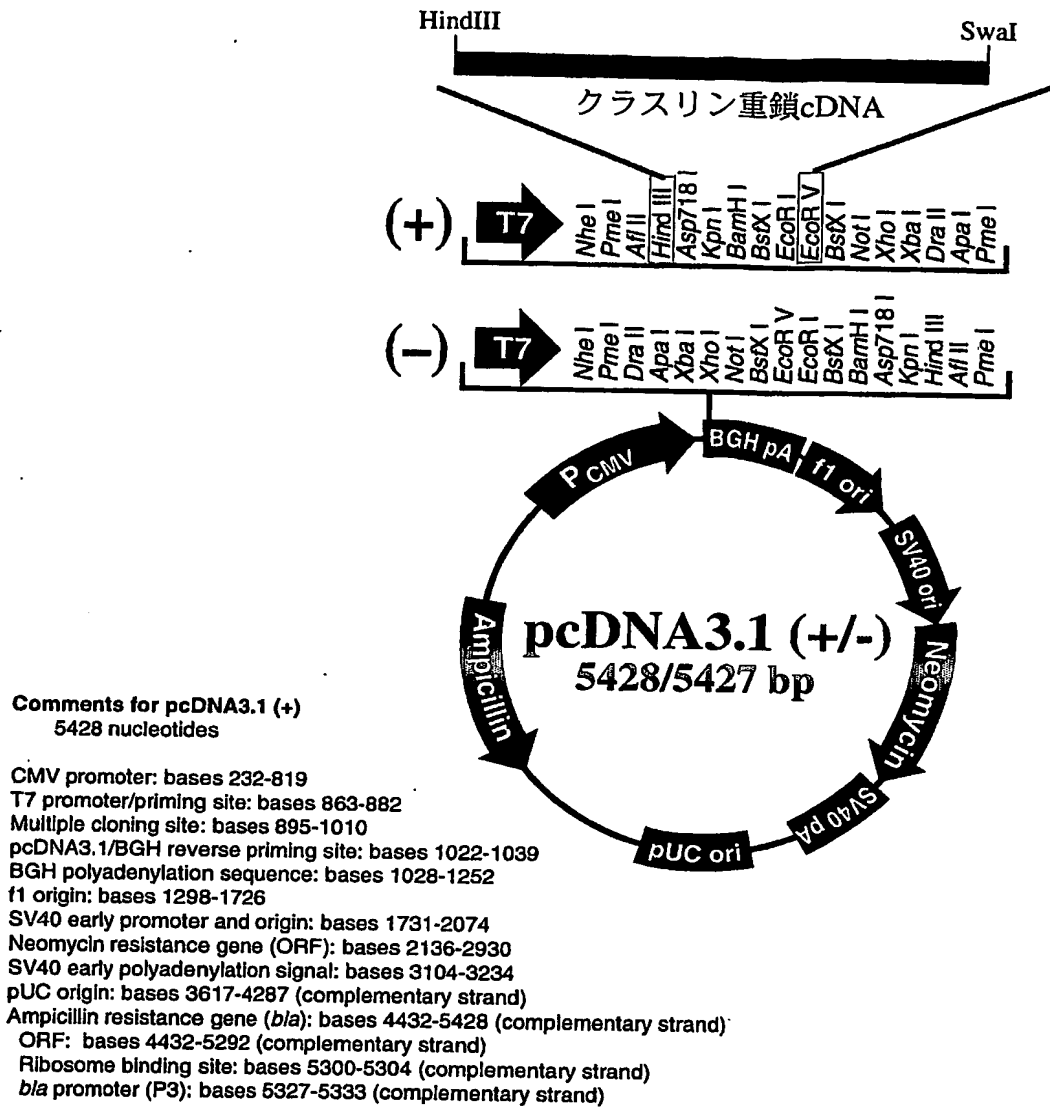 HindIII
SwaI
クラスリン重鎖cDNA
(+)
T7
Nhe I
Pme I
Afl II
Hind III
Asp718 I
Kpn I
BamH I
BstX I
EcoR I
EcoR V
BstX I
Not I
Xho I
Xba I
Dra II
Apa I
Pme I
(−)
T7
Nhe I
Pme I
Dra II
Apa I
Xba I
Xho I
Not I
BstX I
EcoR V
EcoR I
BstX I
BamH I
Asp718 I
Kpn I
Hind III
Afl II
Pme I
P CMV
BGH pA
f1 ori
SV40 ori
Neomycin
SV40 pA
pUC ori
Ampicillin
pcDNA3.1 (+/-)
5428/5427 bp
Comments for pcDNA3.1 (+)
5428 nucleotides
CMV promoter: bases 232-819
T7 promoter/priming site: bases 863-882
Multiple cloning site: bases 895-1010
pcDNA3.1/BGH reverse priming site: bases 1022-1039
BGH polyadenylation sequence: bases 1028-1252
f1 origin: bases 1298-1726
SV40 early promoter and origin: bases 1731-2074
Neomycin resistance gene (ORF): bases 2136-2930
SV40 early polyadenylation signal: bases 3104-3234
pUC origin: bases 3617-4287 (complementary strand)
Ampicillin resistance gene (bla): bases 4432-5428 (complementary strand)
ORF: bases 4432-5292 (complementary strand)
Ribosome binding site: bases 5300-5304 (complementary strand)
bla promoter (P3): bases 5327-5333 (complementary strand)